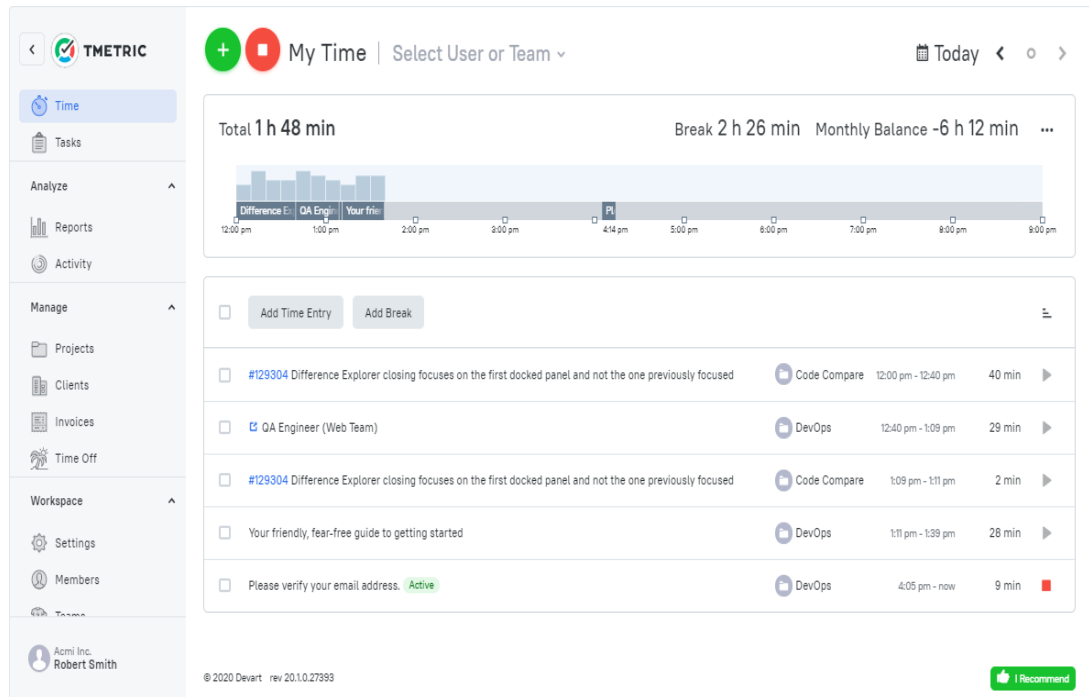 TMETRIC
Time
Tasks
Analyze
Reports
Activity
Manage
Projects
Clients
Invoices
Time Off
Workspace
Settings
Members
Teams
Acmi Inc.
Robert Smith
My Time | Select User or Team
Today
Total 1 h 48 min
Break 2 h 26 min Monthly Balance -6 h 12 min
Difference Ex QA Engin Your frien Pl
12:00 pm 1:00 pm 2:00 pm 3:00 pm 4:14 pm 5:00 pm 6:00 pm 7:00 pm 8:00 pm 9:00 pm
Add Time Entry Add Break
#129304 Difference Explorer closing focuses on the first docked panel and not the one previously focused Code Compare 12:00 pm - 12:40 pm 40 min
QA Engineer (Web Team) DevOps 12:40 pm - 1:09 pm 29 min
#129304 Difference Explorer closing focuses on the first docked panel and not the one previously focused Code Compare 1:09 pm - 1:11 pm 2 min
Your friendly, fear-free guide to getting started DevOps 1:11 pm - 1:39 pm 28 min
Please verify your email address. Active DevOps 4:05 pm - now 9 min
© 2020 Devart rev 20.1.0.27393
I Recommend